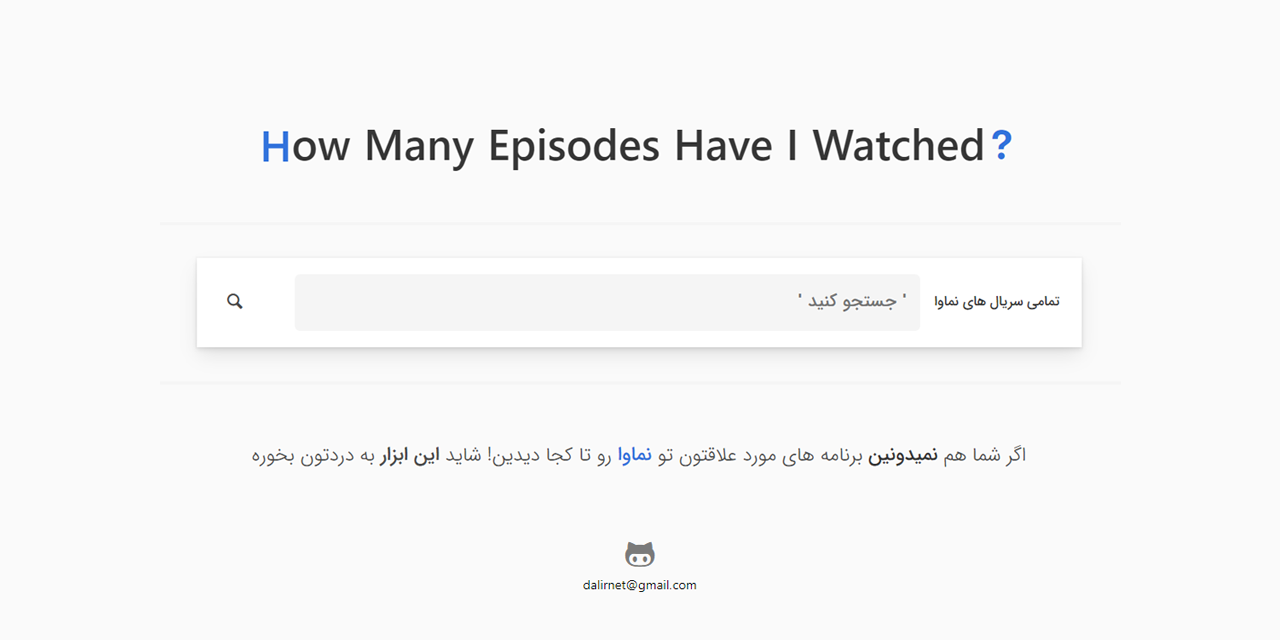 How Many Episodes Have I Watched?
تمامی سریال های نماوا
' جستجو کنید '
اگر شما هم نمیدونین برنامه های مورد علاقتون تو نماوا رو تا کجا دیدین! شاید این ابزار به دردتون بخوره
dalirnet@gmail.com